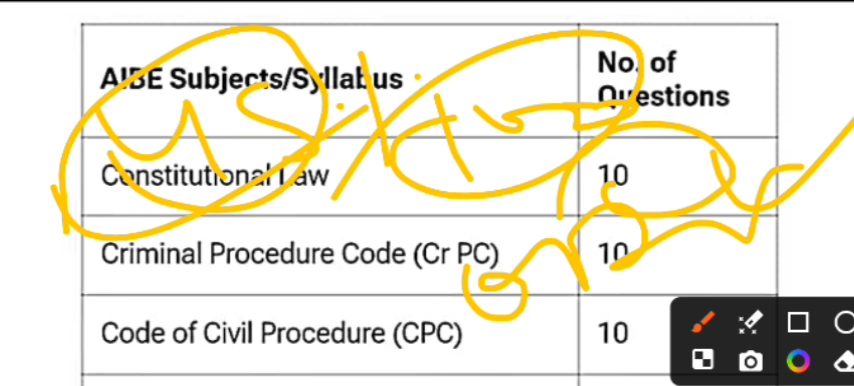 AIBE Subjects/Syllabus
No. of
Questions
Constitutional Law
10
Criminal Procedure Code (Cr PC)
10
Code of Civil Procedure (CPC)
10